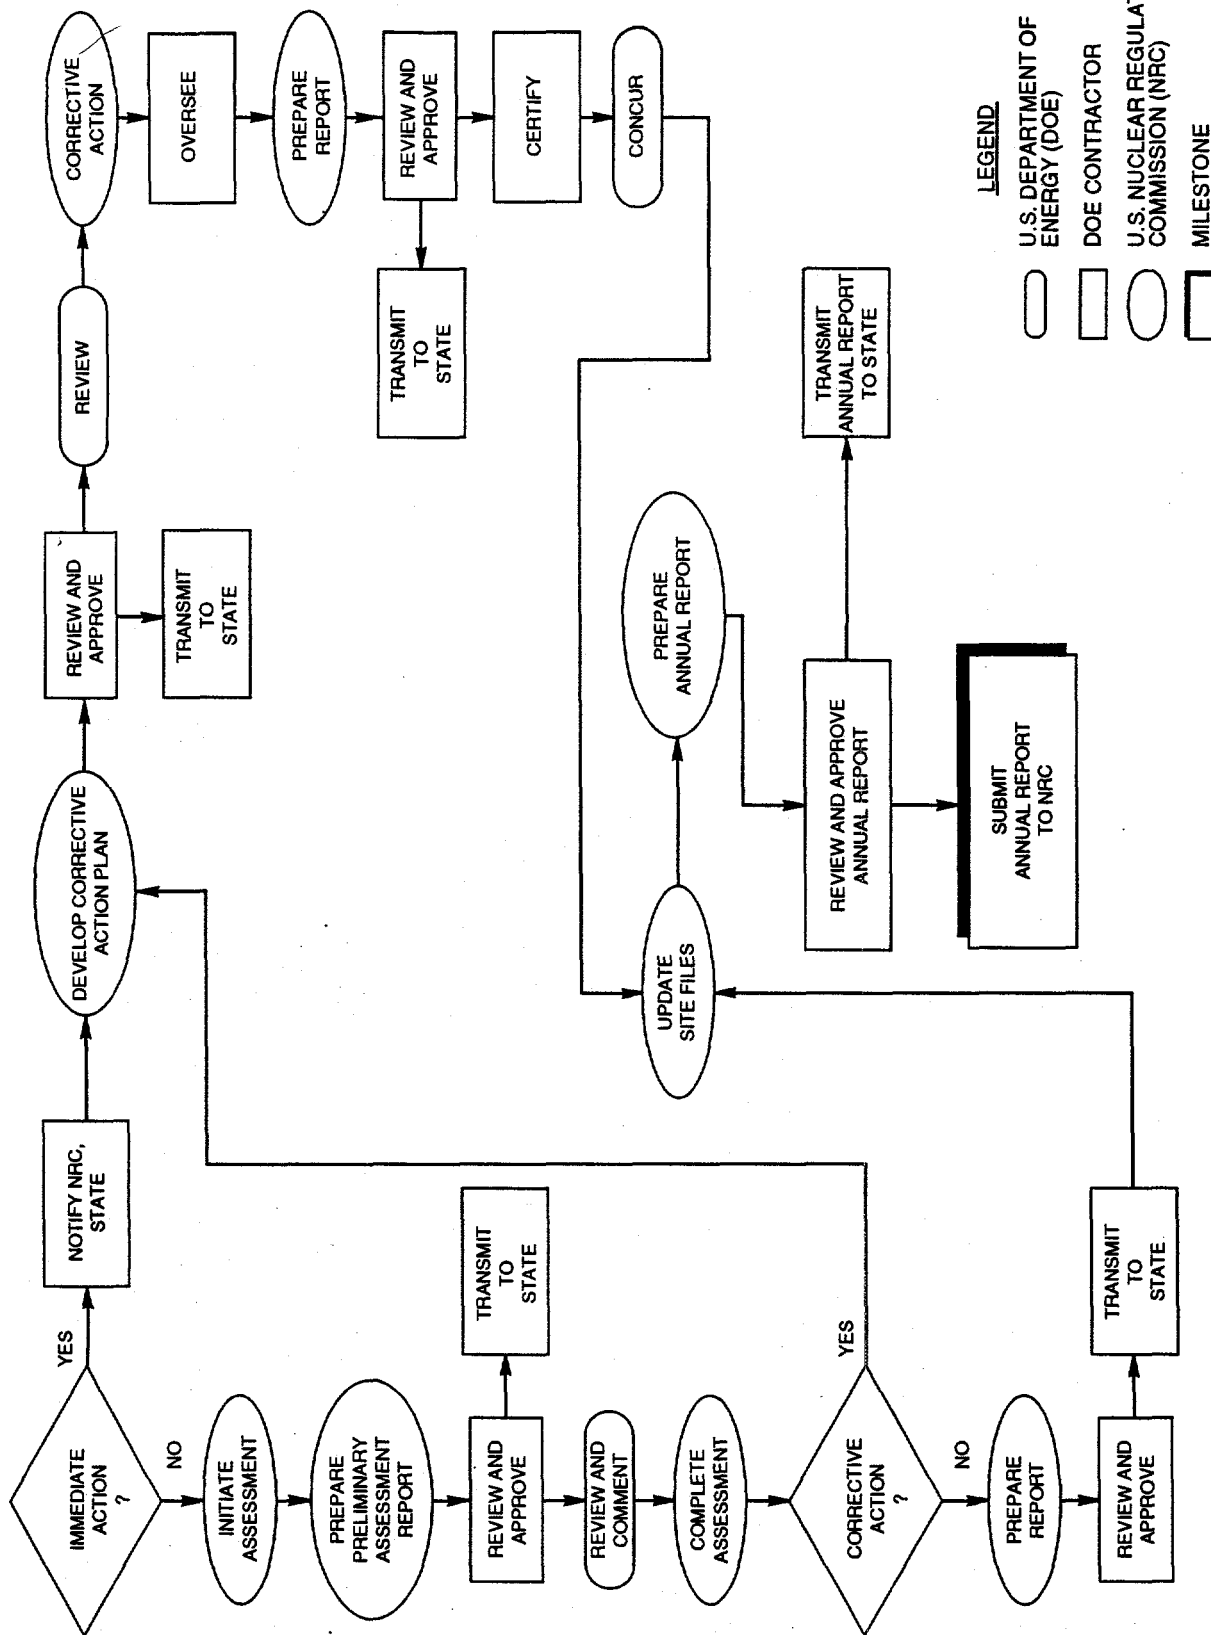 IMMEDIATE
ACTION
?
YES
NO
NOTIFY NRC,
STATE
DEVELOP CORRECTIVE
ACTION PLAN
REVIEW AND
APPROVE
TRANSMIT
TO
STATE
REVIEW
CORRECTIVE
ACTION
OVERSEE
PREPARE
REPORT
REVIEW AND
APPROVE
TRANSMIT
TO
STATE
CERTIFY
CONCUR
INITIATE
ASSESSMENT
PREPARE
PRELIMINARY
ASSESSMENT
REPORT
REVIEW AND
APPROVE
TRANSMIT
TO
STATE
REVIEW AND
COMMENT
COMPLETE
ASSESSMENT
CORRECTIVE
ACTION
?
YES
NO
PREPARE
REPORT
REVIEW AND
APPROVE
TRANSMIT
TO
STATE
UPDATE
SITE FILES
PREPARE
ANNUAL REPORT
REVIEW AND APPROVE
ANNUAL REPORT
TRANSMIT
ANNUAL REPORT
TO STATE
SUBMIT
ANNUAL REPORT
TO NRC
LEGEND
U.S. DEPARTMENT OF
ENERGY (DOE)
DOE CONTRACTOR
U.S. NUCLEAR
COMMISSION (NRC)
MILESTONE